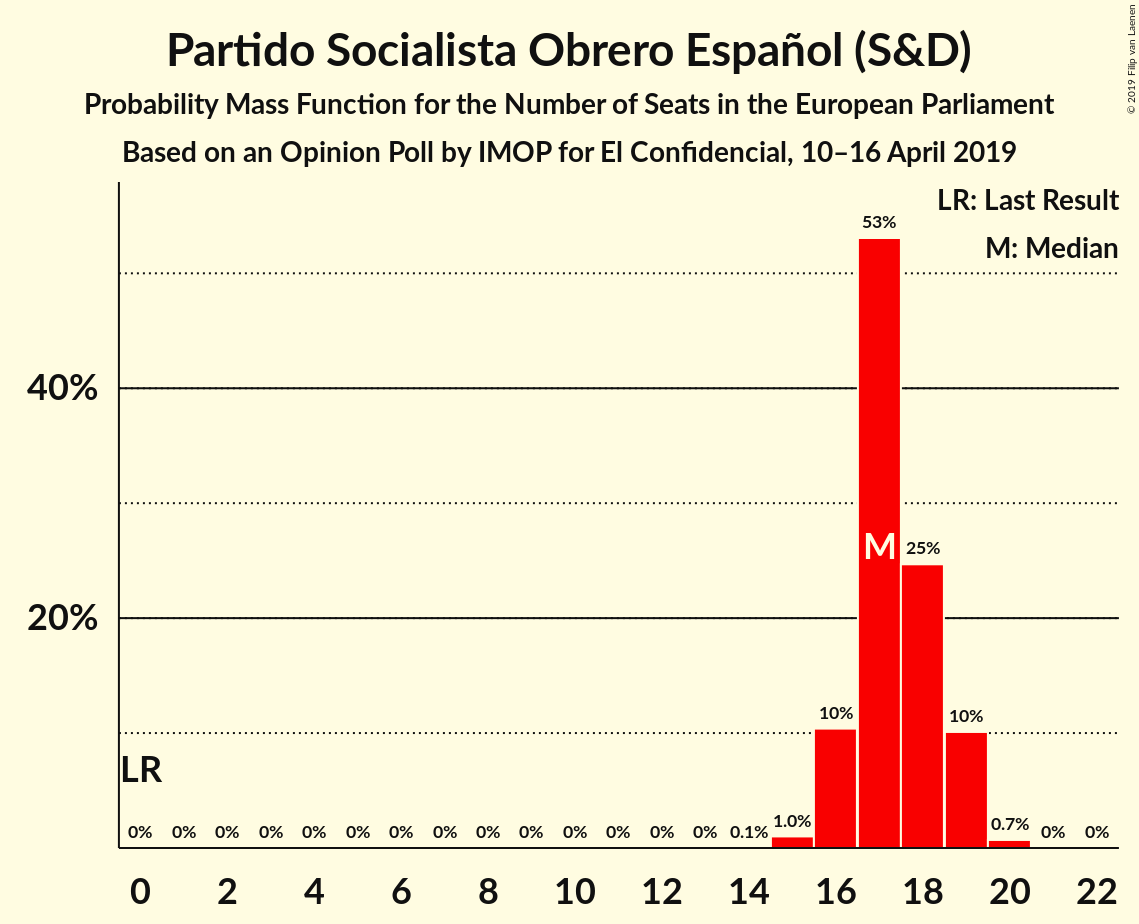 Partido Socialista Obrero Español (S&D)
Probability Mass Function for the Number of Seats in the European Parliament
Based on an Opinion Poll by IMOP for El Confidencial, 10–16 April 2019
© 2019 Filip van Laenen
LR: Last Result
M: Median
53%
40%
M
25%
20%
10%
10%
LR
0% 0% 0% 0% 0% 0% 0% 0% 0% 0% 0% 0% 0% 0% 0.1% 1.0% 0.7% 0% 0%
0 2 4 6 8 10 12 14 16 18 20 22